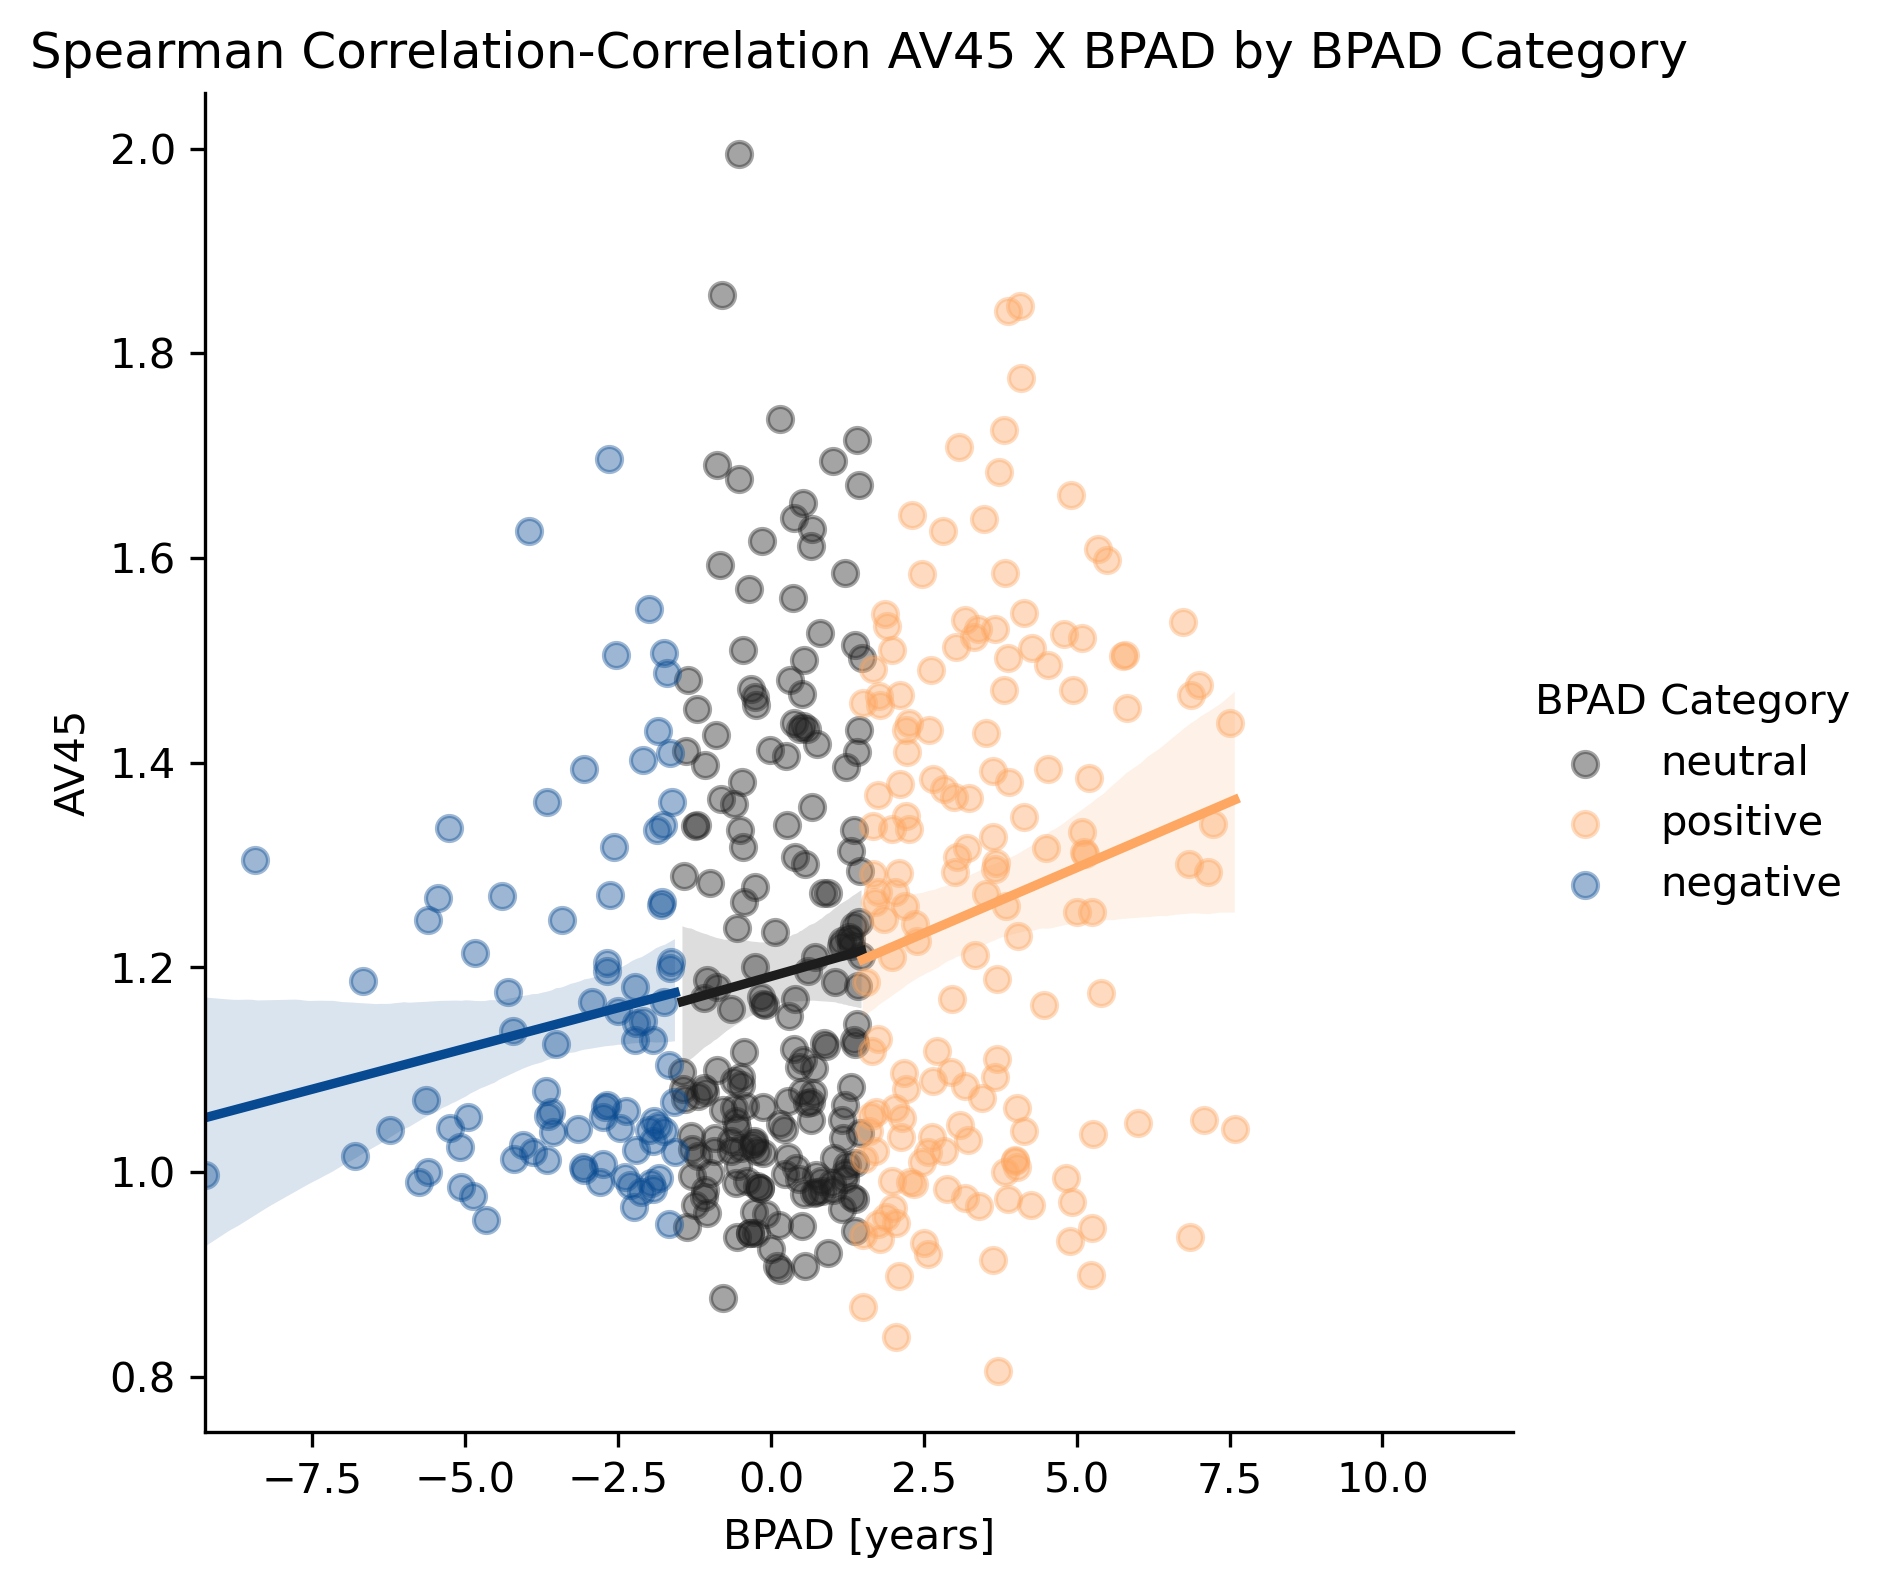 Spearman Correlation-Correlation AV45 X BPAD by BPAD Category
2.0
1.8
1.6
1.4
1.2
1.0
0.8
AV45
−7.5 −5.0 −2.5 0.0 2.5 5.0 7.5 10.0
BPAD [years]
BPAD Category
neutral
positive
negative